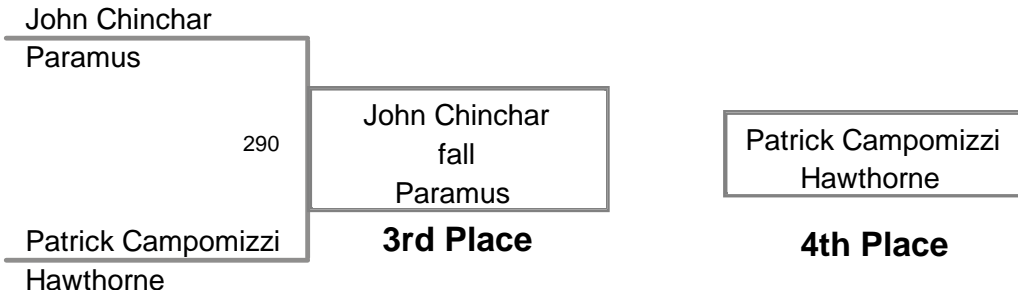 John Chinchar
Paramus
290
Patrick Campomizzi
Hawthorne
John Chinchar
fall
Paramus
3rd Place
Patrick Campomizzi
Hawthorne
4th Place